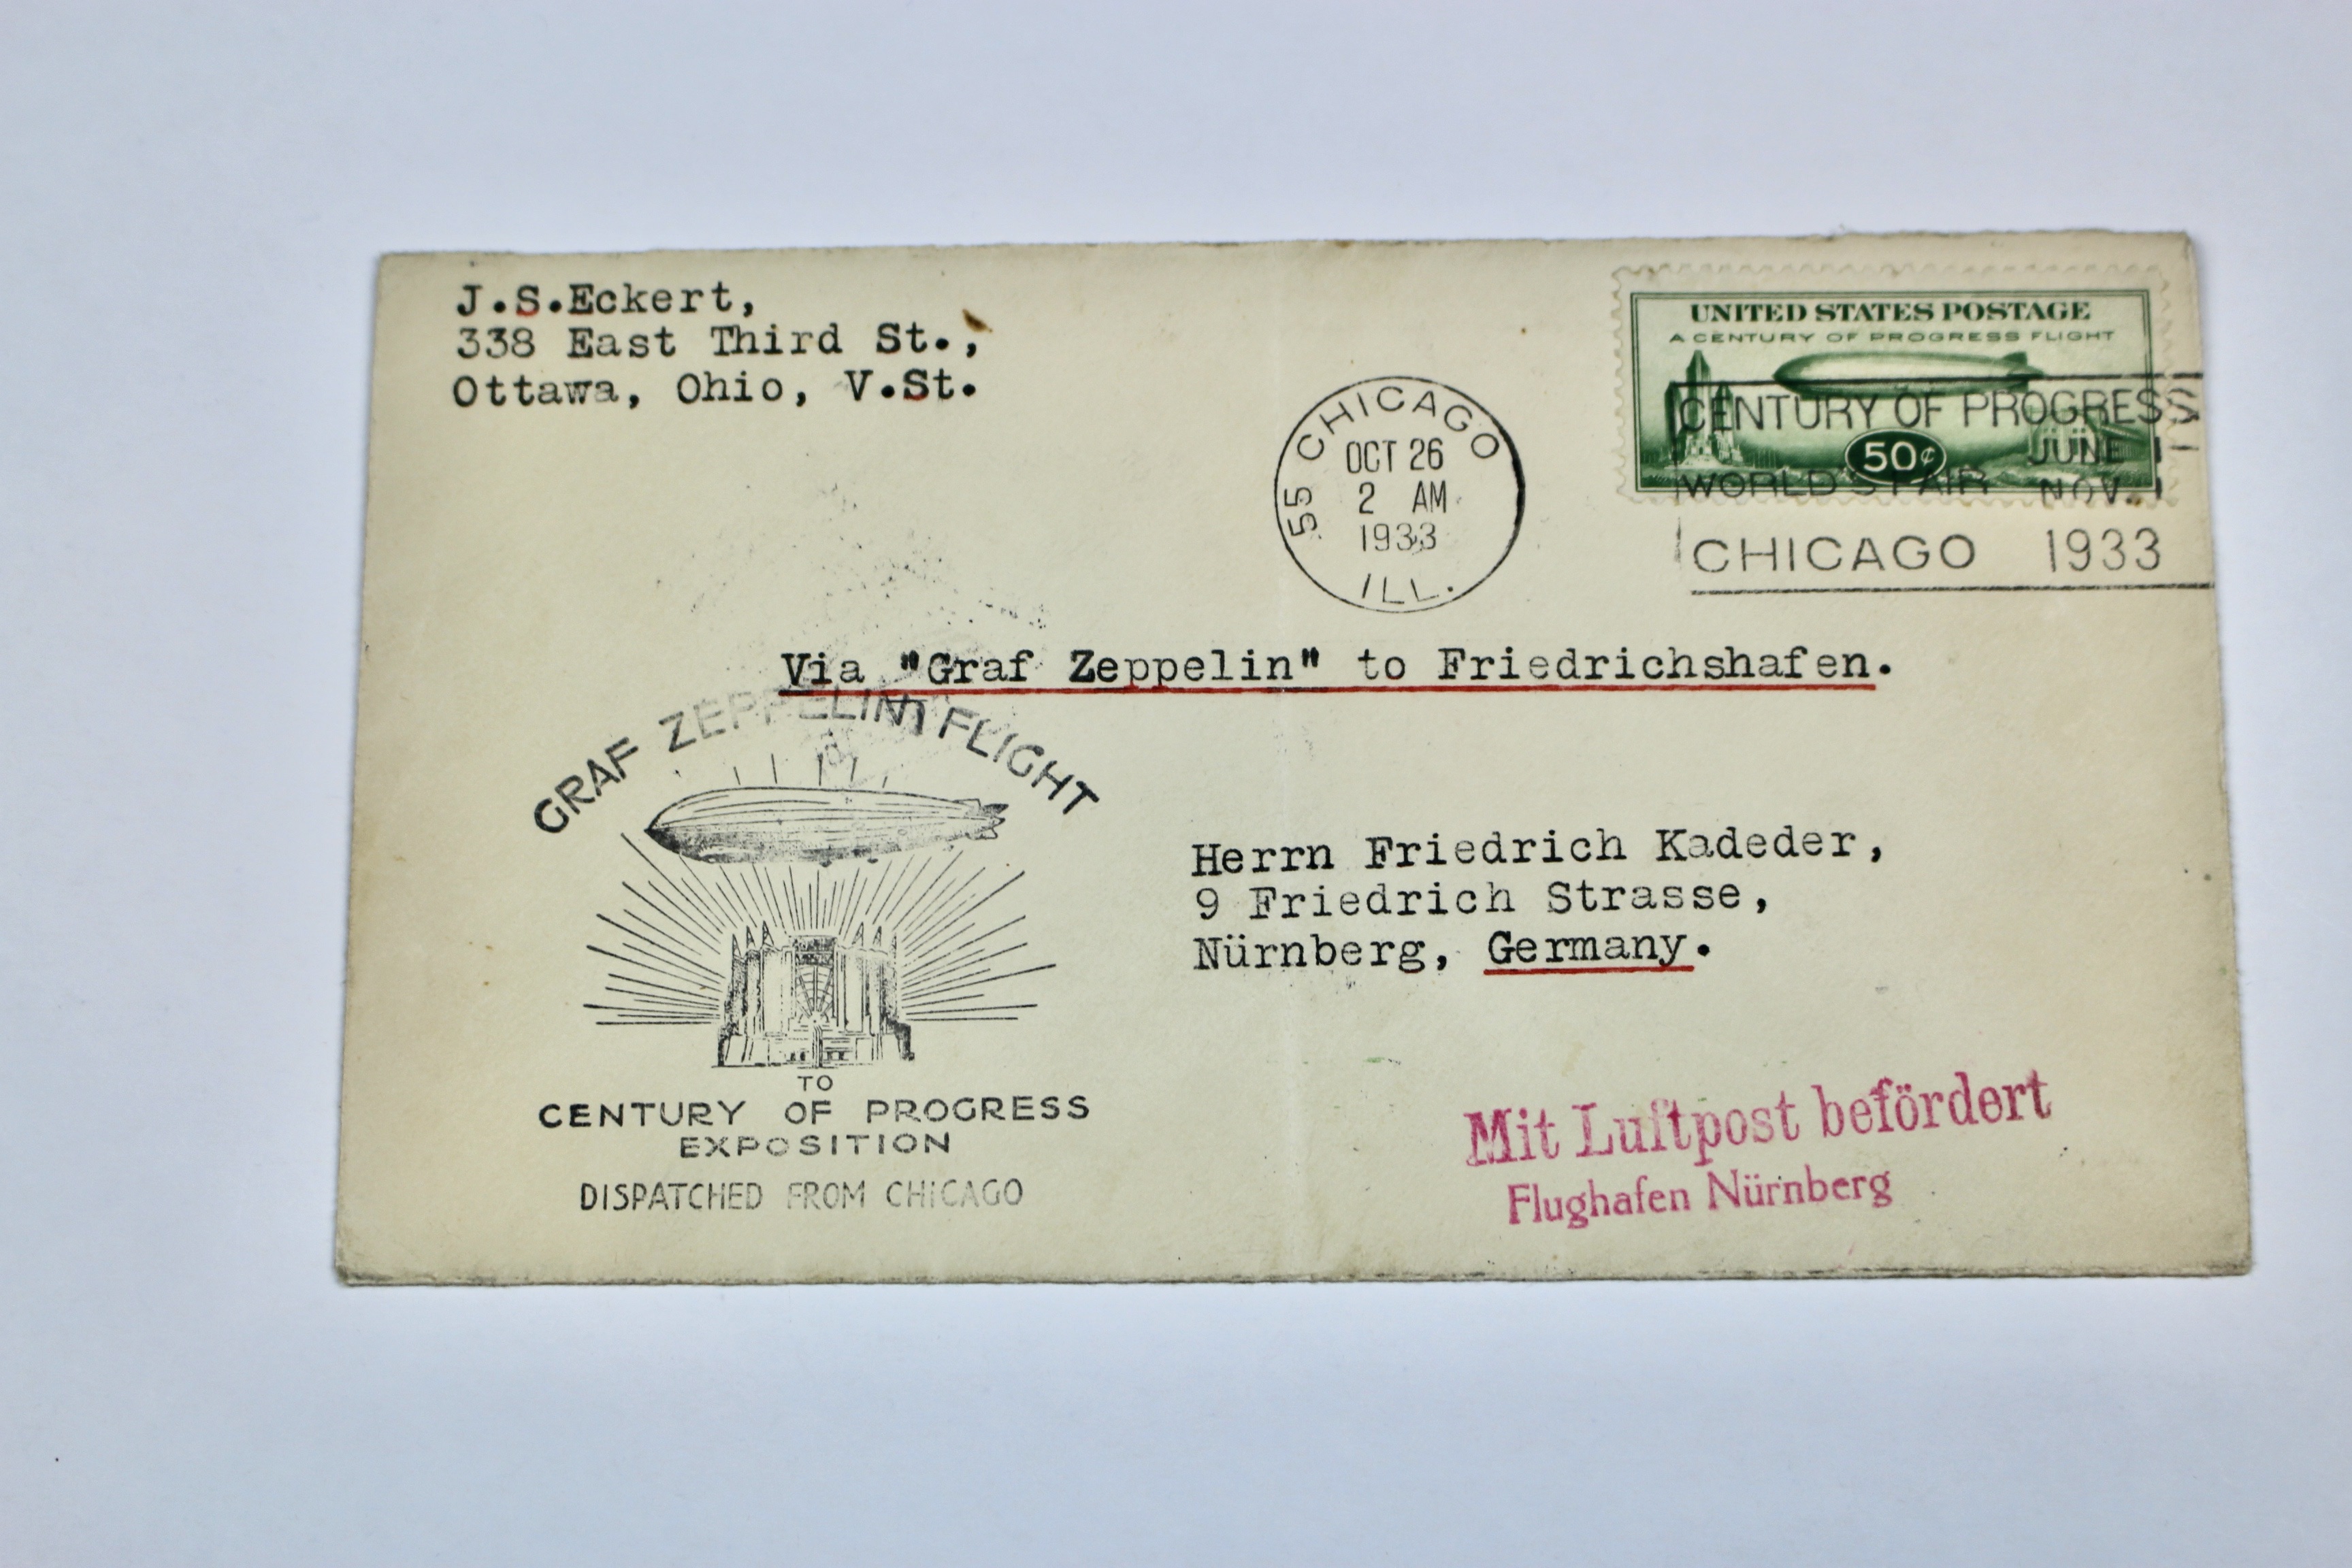 J.S.Eckert,
338 East Third St.,
Ottawa, Ohio, V.St.
UNITED STATES POSTAGE
A CENTURY OF PROGRESS FLIGHT
50¢
55 CHICAGO
OCT 26
2 AM
1933
ILL.
CENTURY OF PROGRESS
JUNE 1
WORLD'S FAIR NOV. 1
CHICAGO 1933
Via "Graf Zeppelin" to Friedrichshafen.
GRAF ZEPPELIN FLIGHT
TO
CENTURY OF PROGRESS
EXPOSITION
DISPATCHED FROM CHICAGO
Herrn Friedrich Kadeder,
9 Friedrich Strasse,
Nürnberg, Germany.
Mit Luftpost befördert
Flughafen Nürnberg